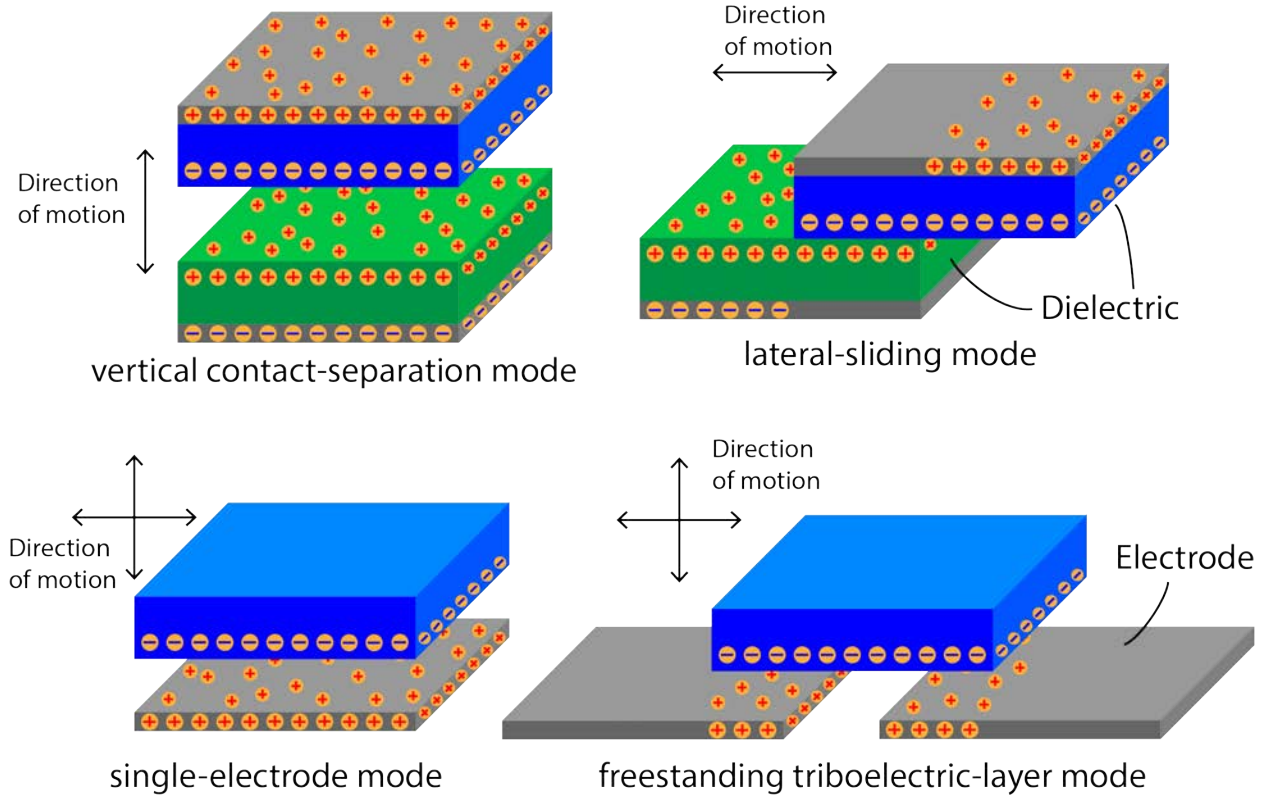 Direction
of motion
vertical contact-separation mode
Direction
of motion
Dielectric
lateral-sliding mode
Direction
of motion
single-electrode mode
Direction
of motion
Electrode
freestanding triboelectric-layer mode